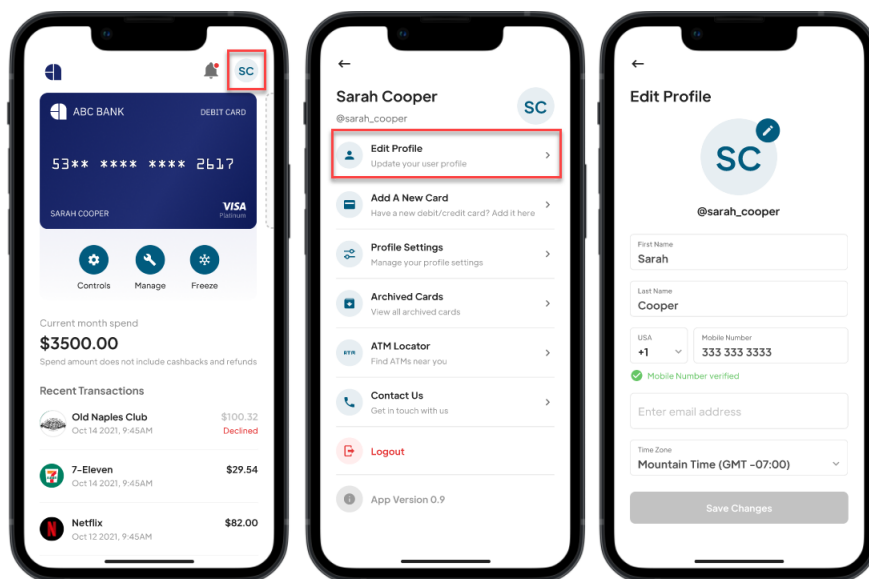 SC
ABC BANK
DEBIT CARD
53** **** **** 2617
SARAH COOPER
VISA
Platinum
Controls
Manage
Freeze
Current month spend
$3500.00
Spend amount does not include cashbacks and refunds
Recent Transactions
Old Naples Club
$100.32
Oct 14 2021, 9:45AM
Declined
7-Eleven
$29.54
Oct 14 2021, 9:45AM
Netflix
$82.00
Oct 12 2021, 9:45AM
Sarah Cooper
@sarah_cooper
SC
Edit Profile
Update your user profile
Add A New Card
Have a new debit/credit card? Add it here
Profile Settings
Manage your profile settings
Archived Cards
View all archived cards
ATM
ATM Locator
Find ATMs near you
Contact Us
Get in touch with us
Logout
App Version 0.9
Edit Profile
SC
@sarah_cooper
First Name
Sarah
Last Name
Cooper
USA
+1
Mobile Number
333 333 3333
Mobile Number verified
Enter email address
Time Zone
Mountain Time (GMT -07:00)
Save Changes